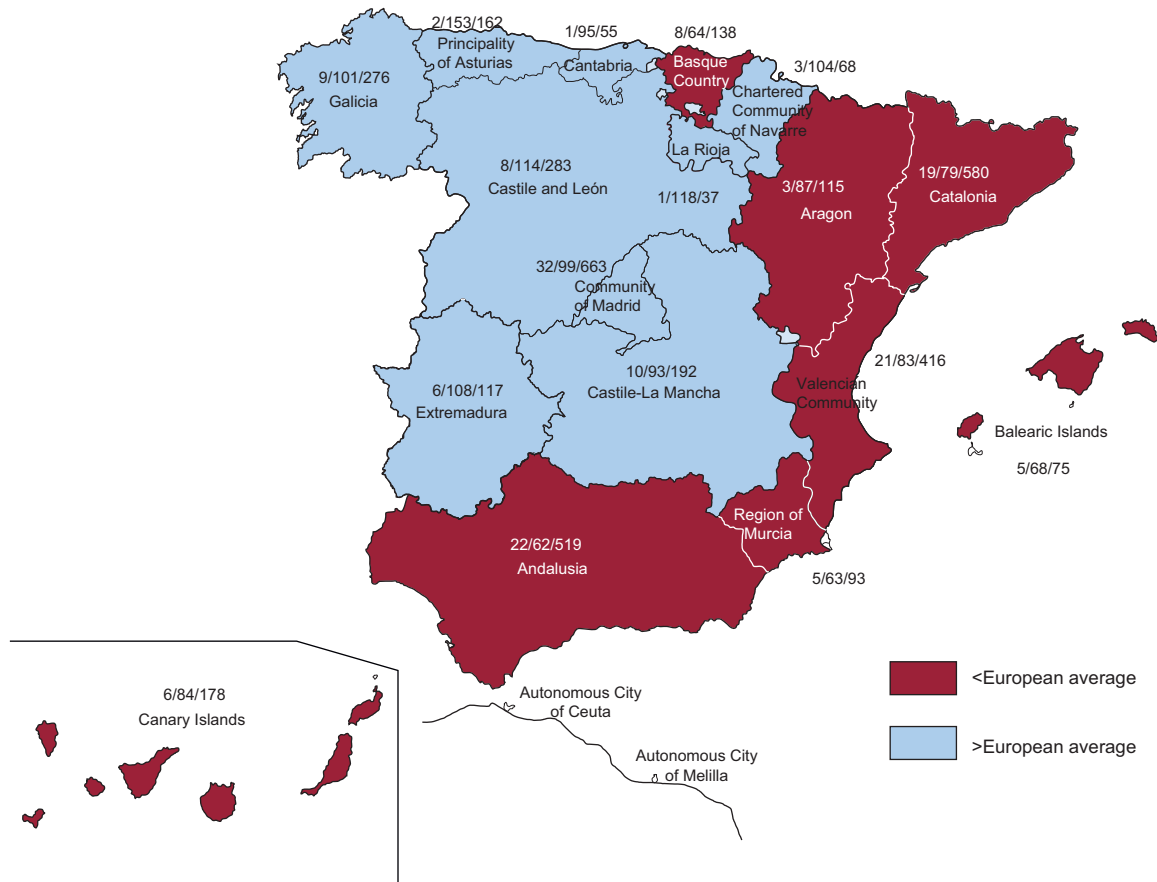 2/153/162
Principality
of Asturias
1/95/55
Cantabria
8/64/138
Basque
Country
3/104/68
Chartered
Community
of Navarre
9/101/276
Galicia
La Rioja
8/114/283
Castile and León
1/118/37
3/87/115
Aragon
19/79/580
Catalonia
32/99/663
Community
of Madrid
21/83/416
Valencian
Community
10/93/192
Castile-La Mancha
6/108/117
Extremadura
Balearic Islands
5/68/75
Region of
Murcia
5/63/93
22/62/519
Andalusia
<European average
>European average
6/84/178
Canary Islands
Autonomous City
of Ceuta
Autonomous City
of Melilla